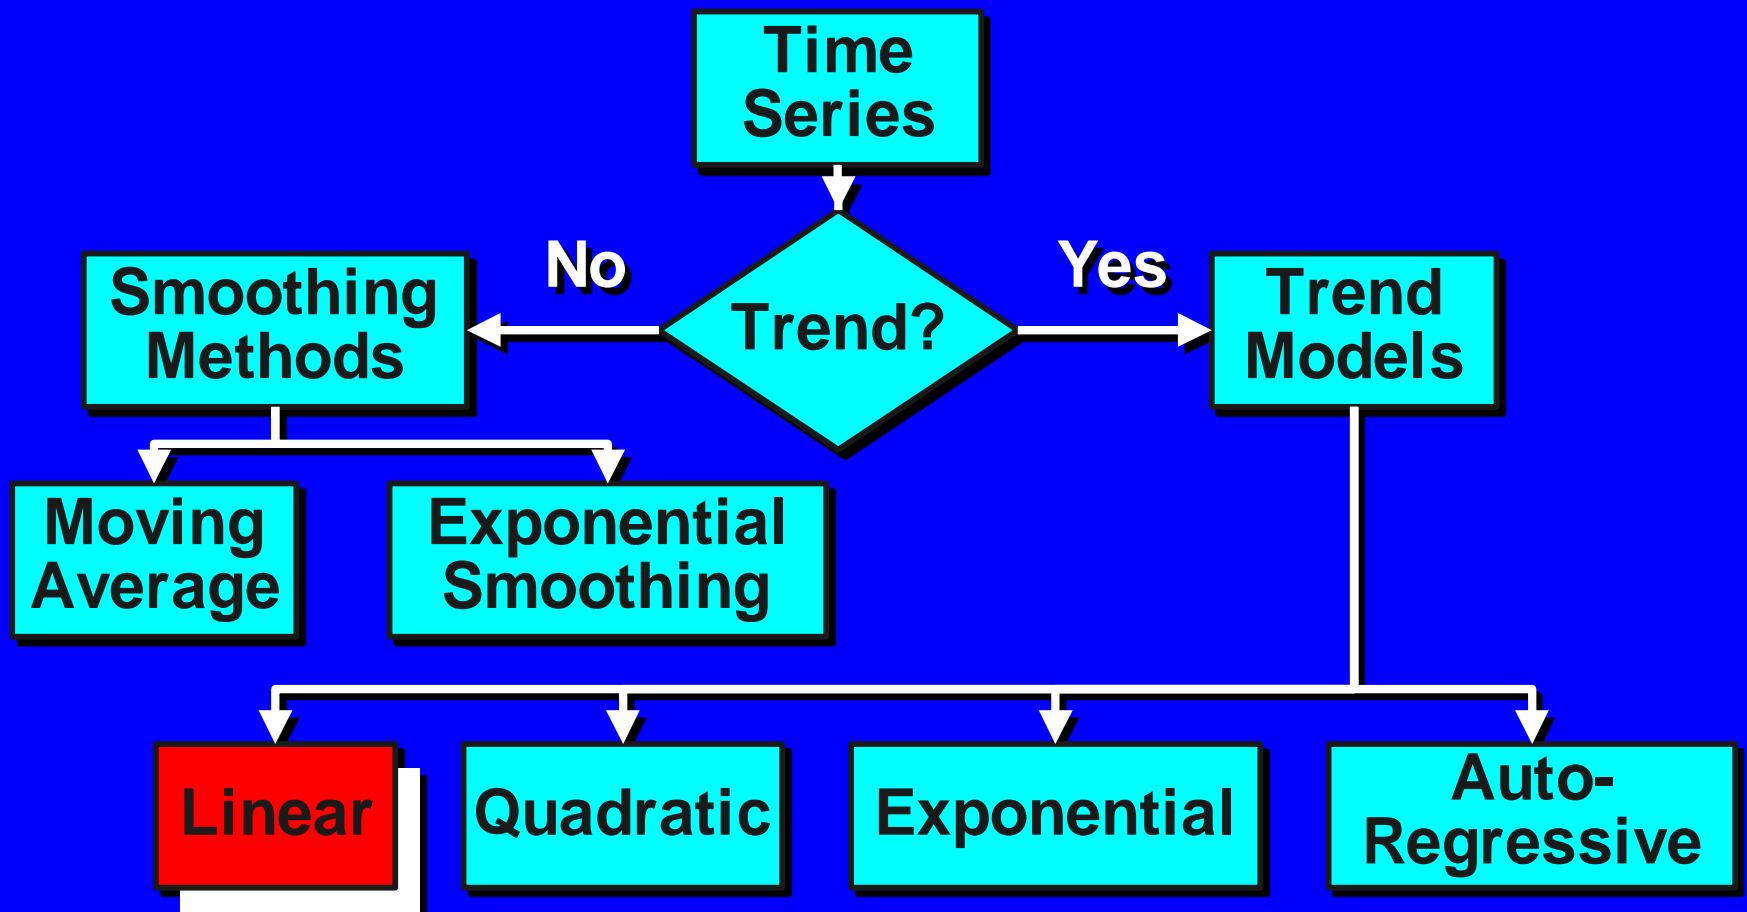 Time
Series
No
Yes
Smoothing
Methods
Trend?
Trend
Models
Moving
Average
Exponential
Smoothing
Linear
Quadratic
Exponential
Auto-
Regressive